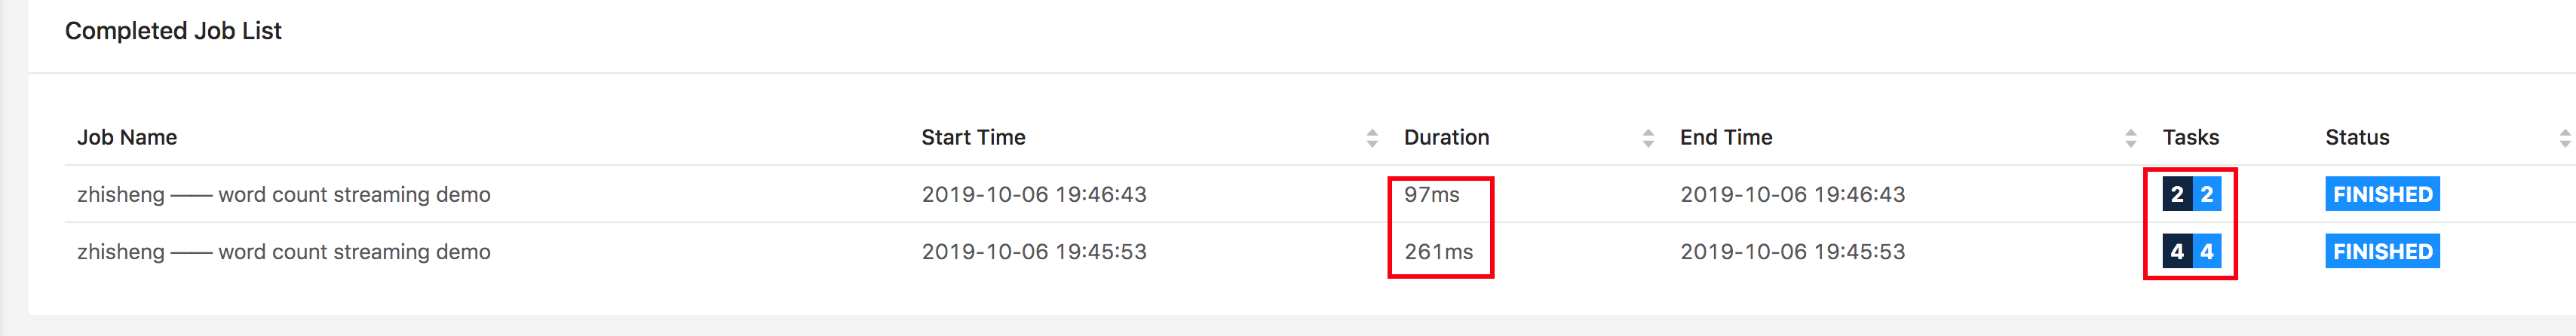 Completed Job List
Job Name Start Time Duration End Time Tasks Status
zhisheng —— word count streaming demo 2019-10-06 19:46:43 97ms 2019-10-06 19:46:43 2 2 FINISHED
zhisheng —— word count streaming demo 2019-10-06 19:45:53 261ms 2019-10-06 19:45:53 4 4 FINISHED